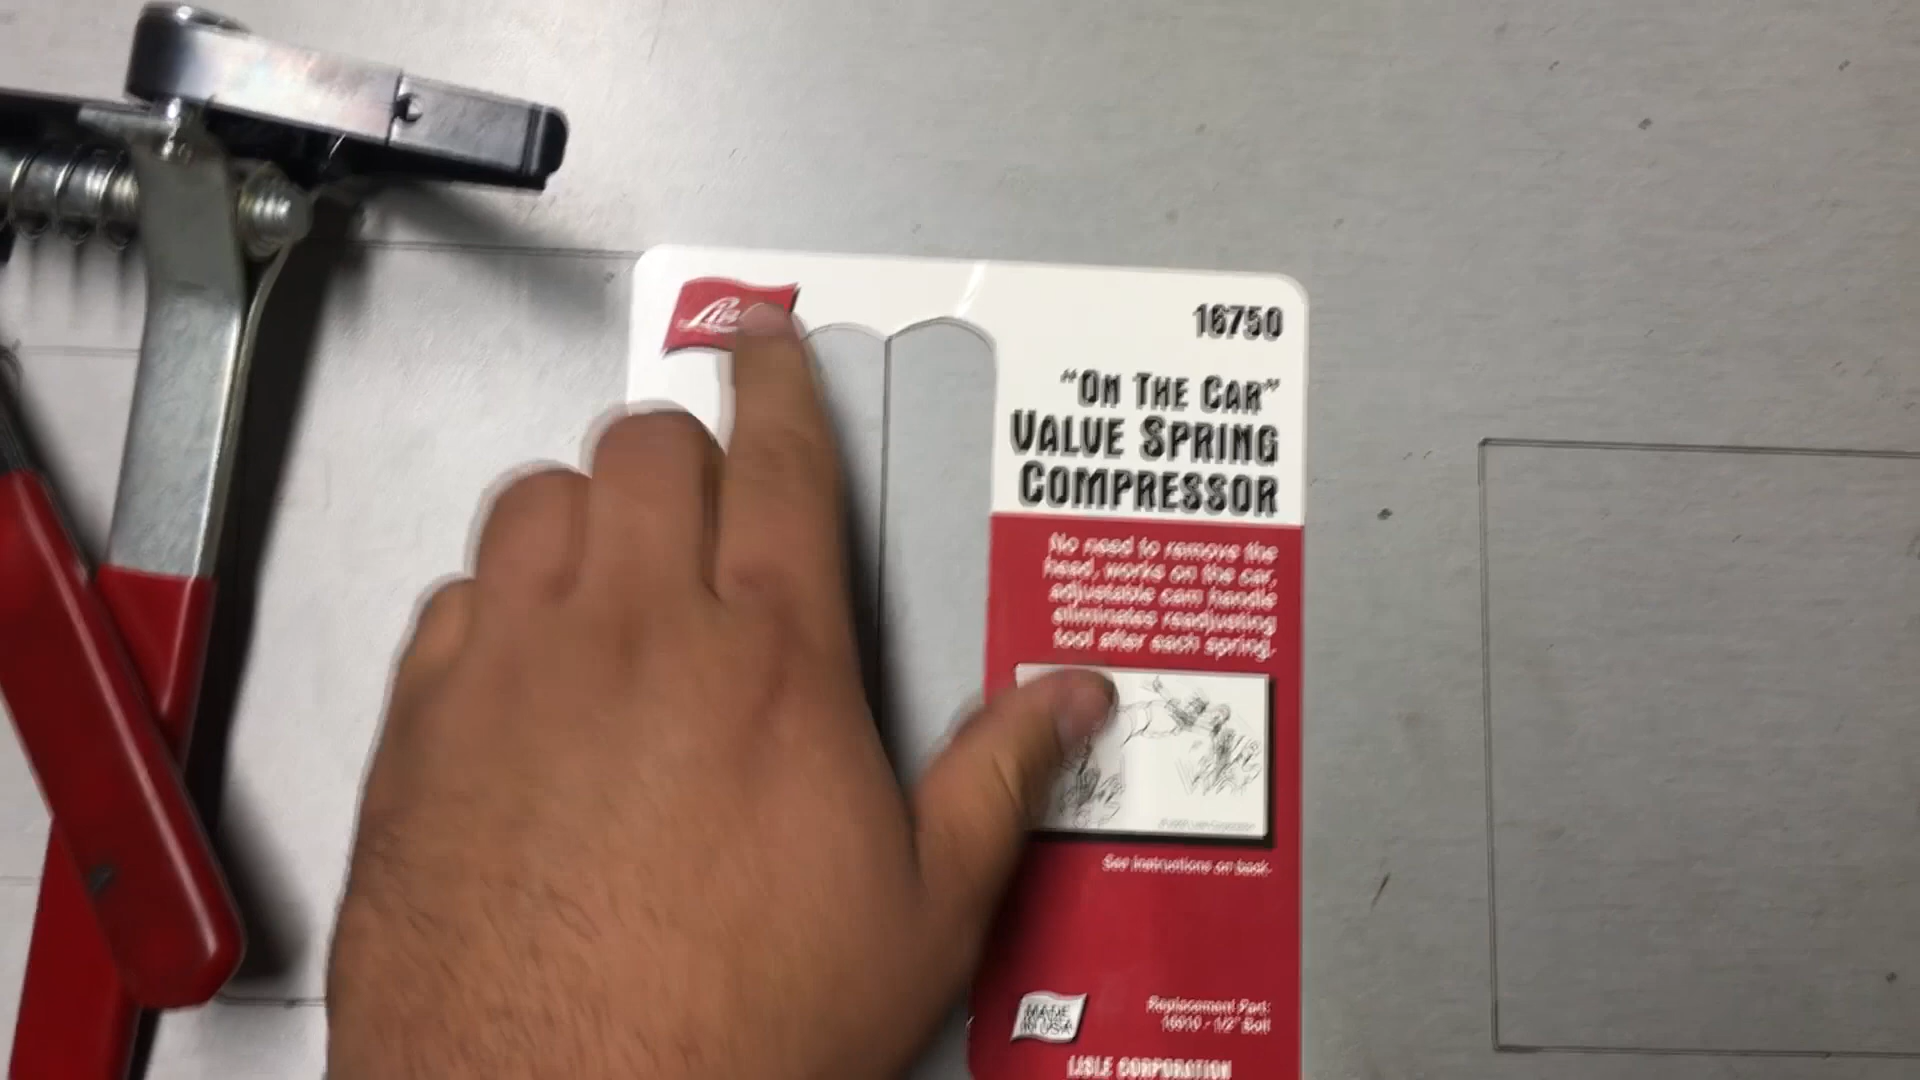 16750
"ON THE CAR"
VALUE SPRING
COMPRESSOR
No need to remove the
head, works on the car,
adjustable cam handle
eliminates readjusting
tool after each spring.
See instructions on back.
MADE
IN USA
Replacement Part:
1/2" Bolt
LISLE CORPORATION